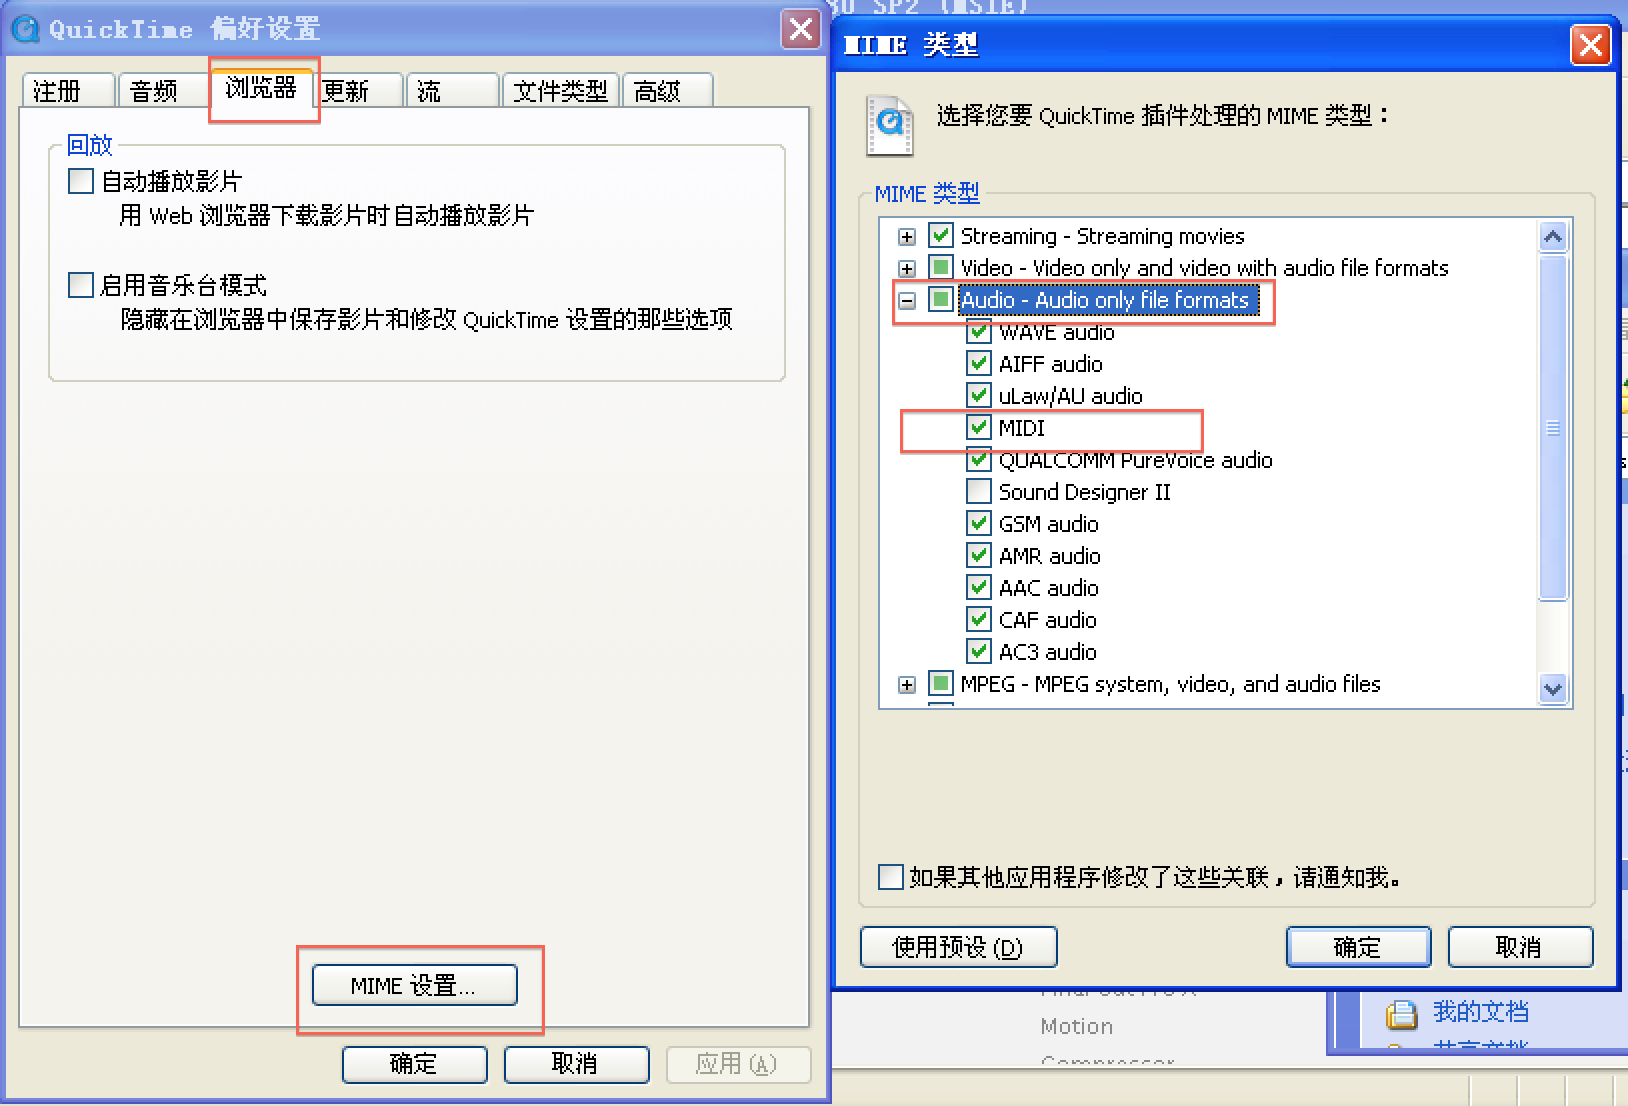 QuickTime 偏好设置
注册
音频
浏览器
更新
流
文件类型
高级
回放
自动播放影片
用 Web 浏览器下载影片时自动播放影片
启用音乐台模式
隐藏在浏览器中保存影片和修改 QuickTime 设置的那些选项
MIME 设置...
确定
取消
应用(A)
SP2 (MSIE)
MIME 类型
选择您要 QuickTime 插件处理的 MIME 类型：
MIME 类型
Streaming - Streaming movies
Video - Video only and video with audio file formats
Audio - Audio only file formats
WAVE audio
AIFF audio
uLaw/AU audio
MIDI
QUALCOMM PureVoice audio
Sound Designer II
GSM audio
AMR audio
AAC audio
CAF audio
AC3 audio
MPEG - MPEG system, video, and audio files
如果其他应用程序修改了这些关联，请通知我。
使用预设(D)
确定
取消
Motion
Compressor
我的文档
共享文档